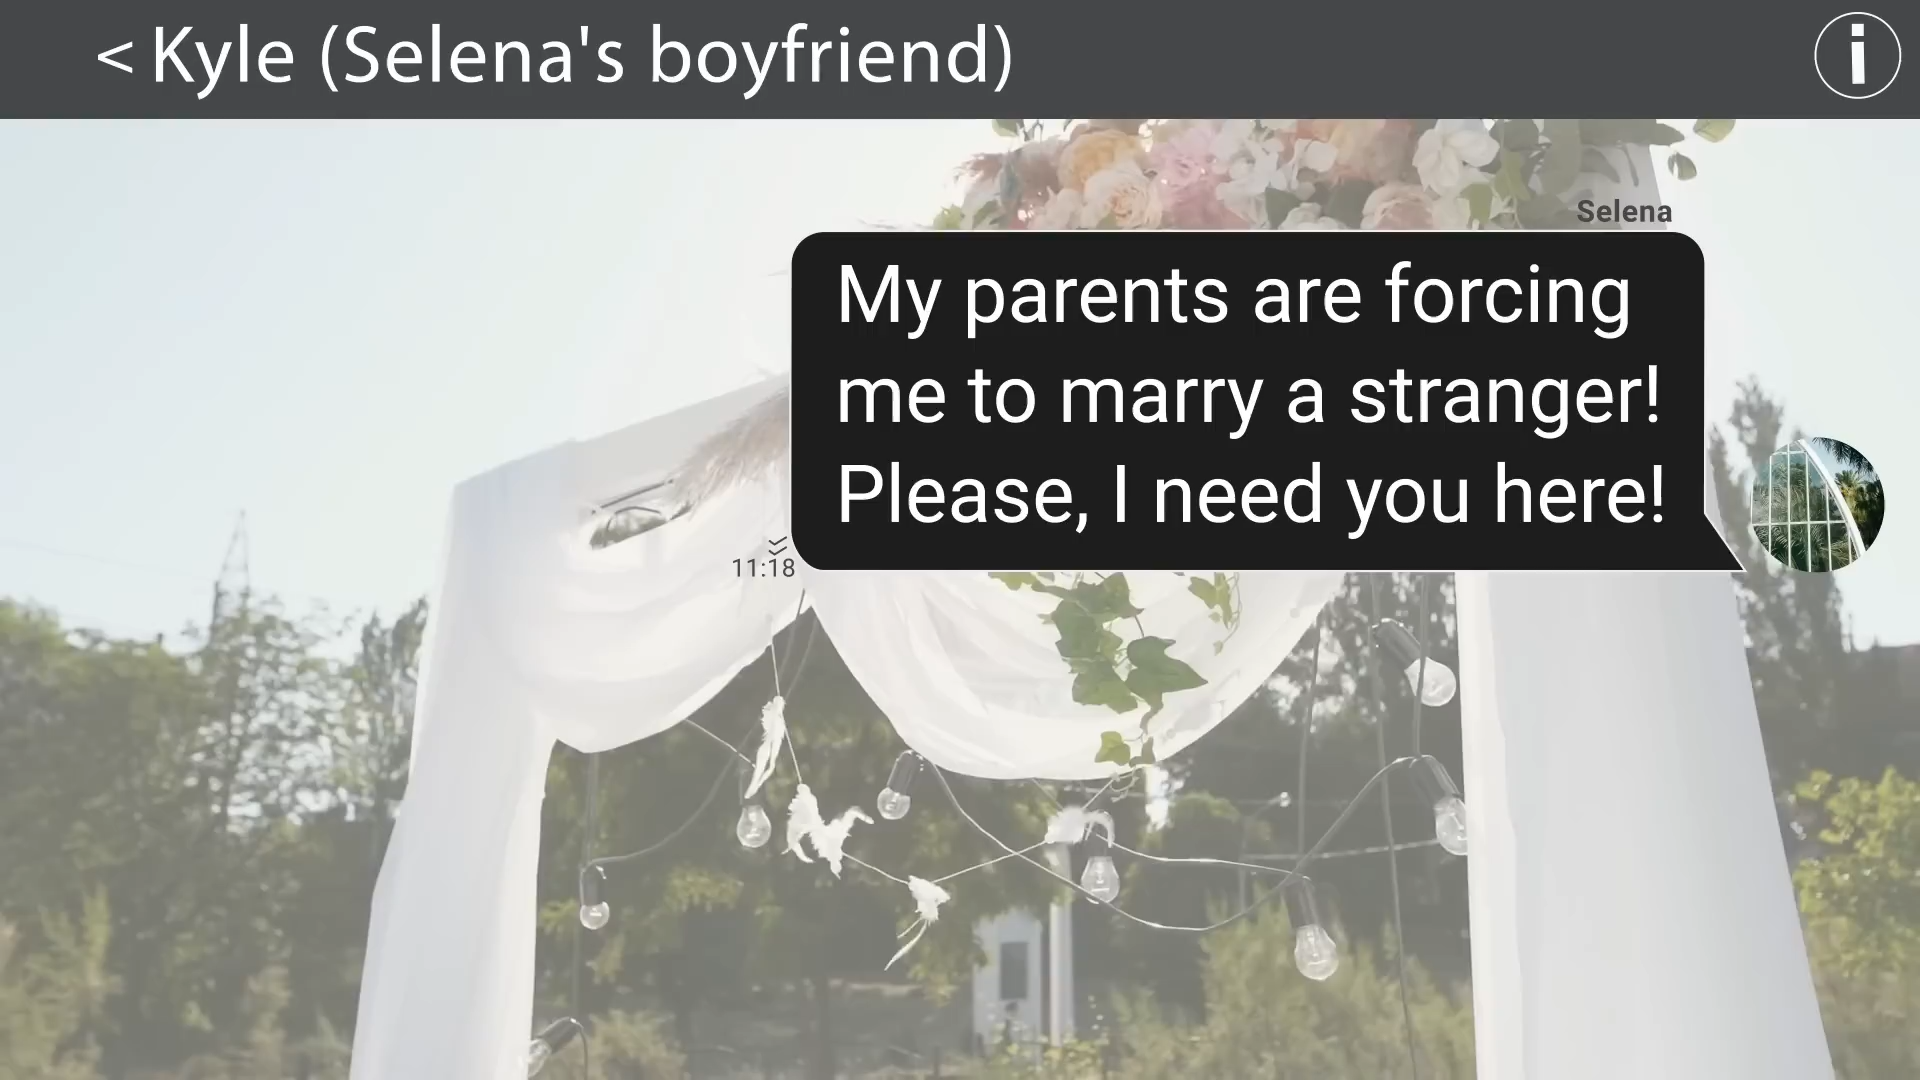 < Kyle (Selena's boyfriend)
i
Selena
My parents are forcing
me to marry a stranger!
Please, I need you here!
11:18